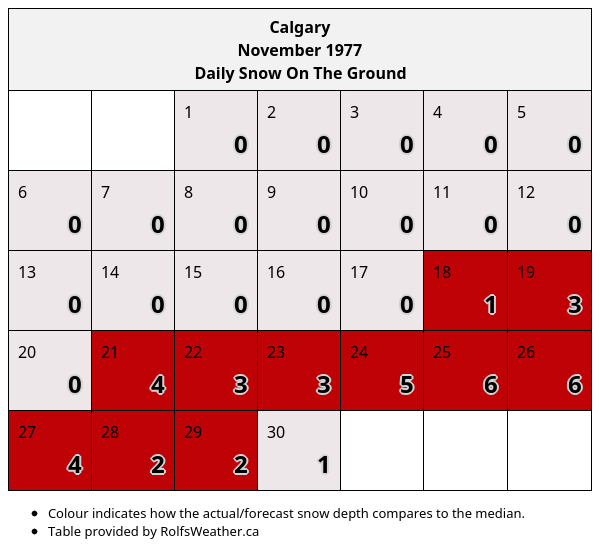 Calgary
November 1977
Daily Snow On The Ground
1 2 3 4 5
0 0 0 0 0
6 7 8 9 10 11 12
0 0 0 0 0 0 0
13 14 15 16 17 18 19
0 0 0 0 0 1 3
20 21 22 23 24 25 26
0 4 3 3 5 6 6
27 28 29 30
4 2 2 1
• Colour indicates how the actual/forecast snow depth compares to the median.
• Table provided by RolfsWeather.ca